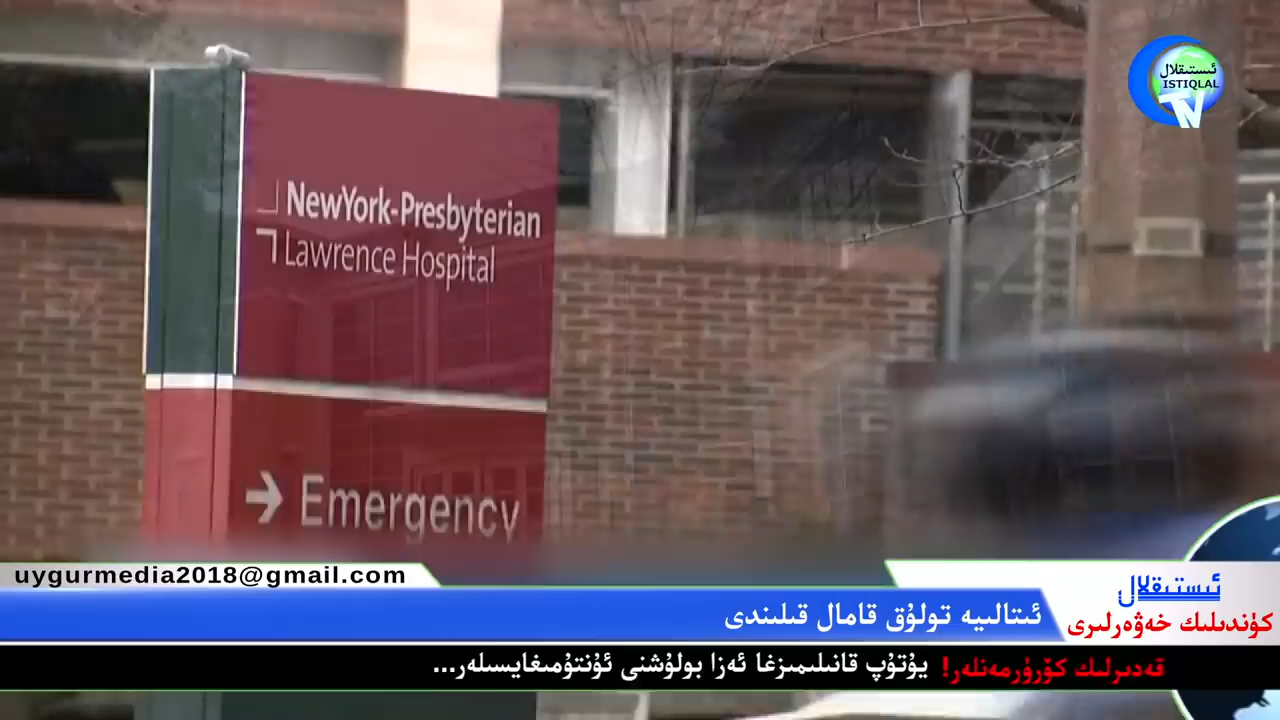 ئىستىقلال
ISTIQLAL
TV
NewYork-Presbyterian
Lawrence Hospital
→ Emergency
uygurmedia2018@gmail.com
ئىستىقلال
كۈندىلىك خەۋەرلىرى
ئىتالىيە تولۇق قامال قىلىندى
قەدىرلىك كۆرۈرمەنلەر! يۇتۇپ قانىلىمىزغا ئەزا بولۇشنى ئۇنتۇمىغايسىلەر...